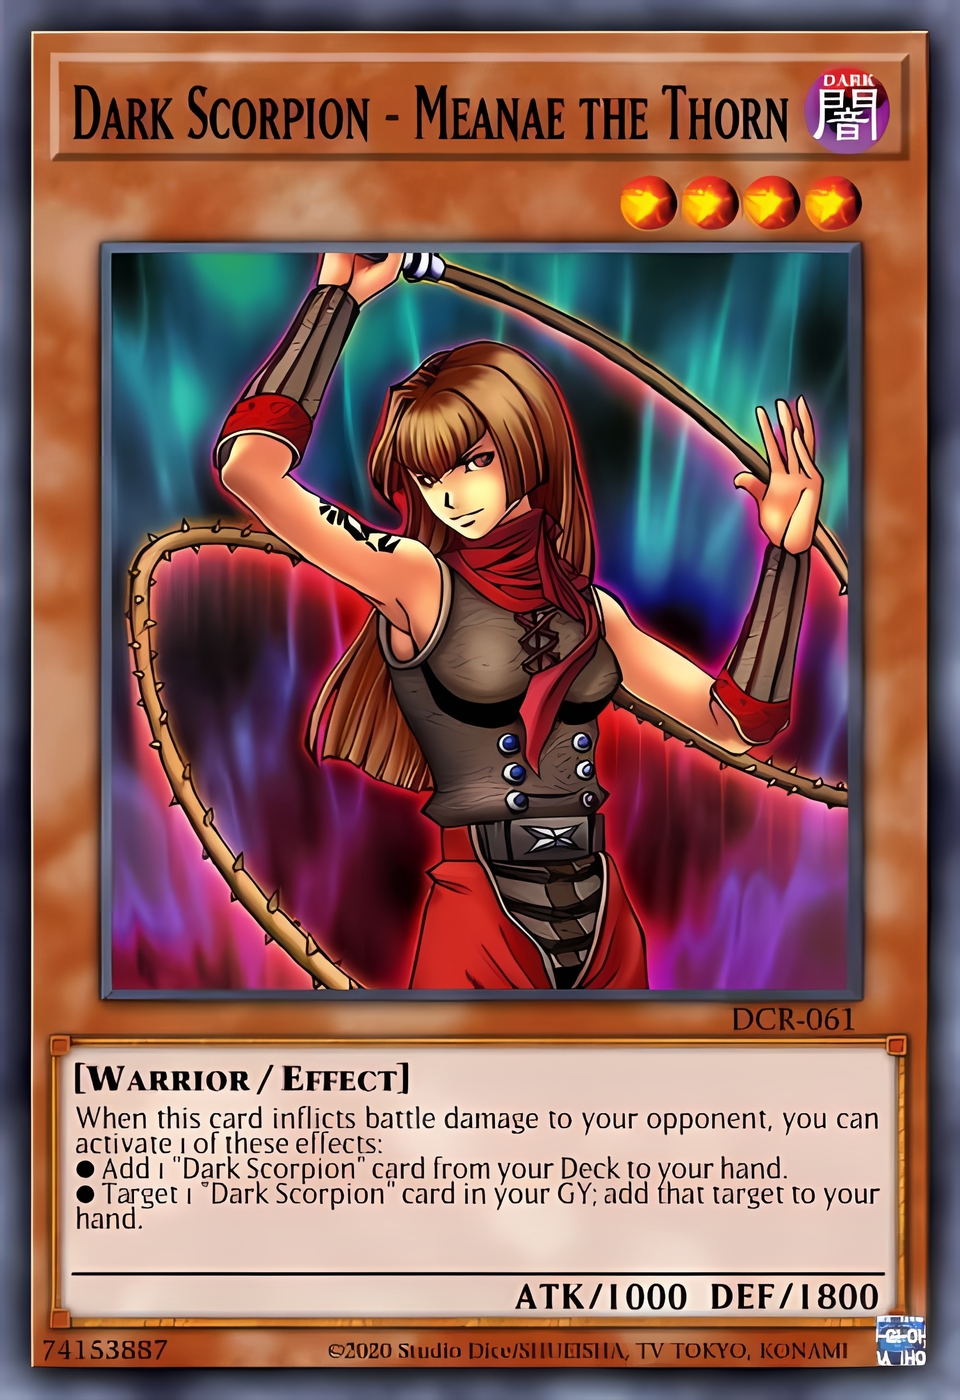 Dark Scorpion - Meanae the Thorn
DARK
闇
DCR-061
[Warrior / Effect]
When this card inflicts battle damage to your opponent, you can
activate 1 of these effects:
● Add 1 "Dark Scorpion" card from your Deck to your hand.
● Target 1 "Dark Scorpion" card in your GY; add that target to your
hand.
ATK/1000 DEF/1800
74153887
©2020 Studio Dice/SHUEISHA, TV TOKYO, KONAMI